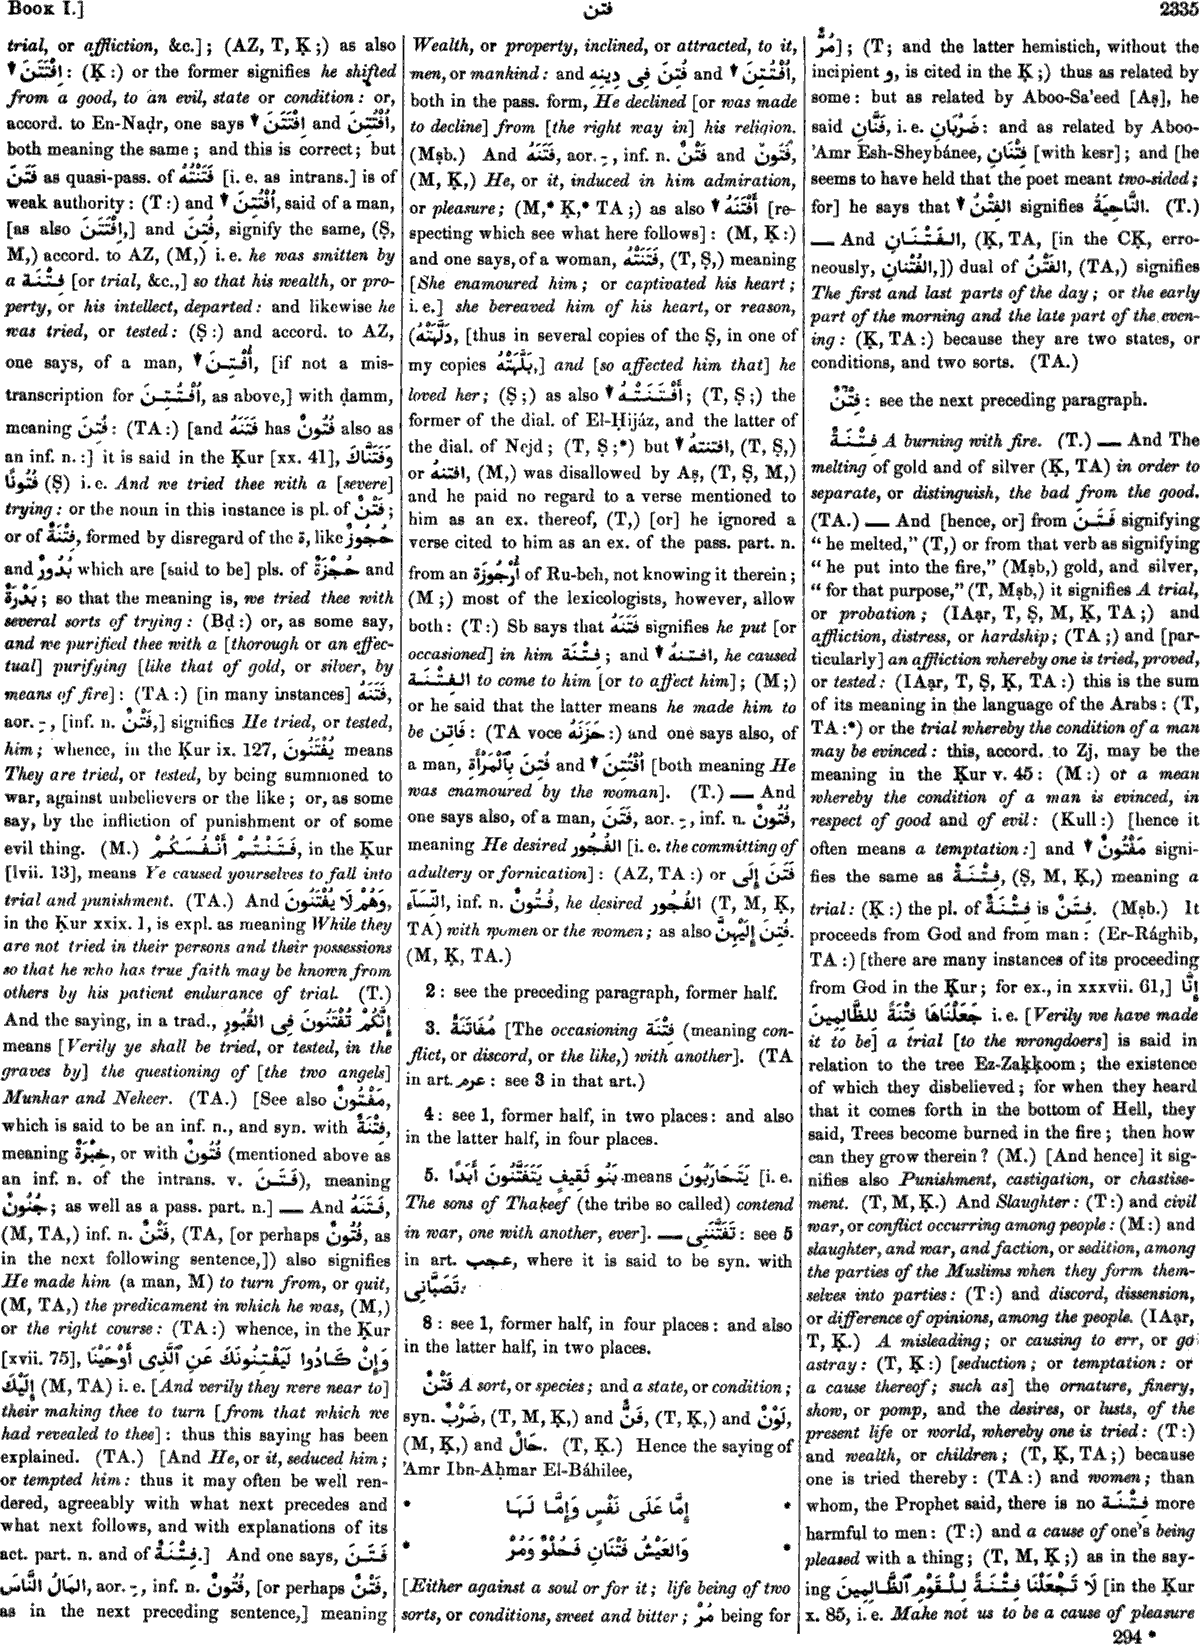 BOOK I.]
فتن
2335
trial, or affliction, &c.]; (AZ, T, Ḳ;) as also
↓ اِفْتَتَنَ: (Ḳ:) or the former signifies he shifted
from a good, to an evil, state or condition: or,
accord. to En-Naḍr, one says ↓ اِفْتَتَنَ and اُفْتُتِنَ,
both meaning the same; and this is correct; but
فَتَنَ as quasi-pass. of فَتَنْتُهُ [i. e. as intrans.] is of
weak authority: (T:) and ↓ اُفْتُتِنَ, said of a man,
[as also اِفْتَتَنَ,] and فُتِنَ, signify the same, (Ṣ,
M,) accord. to AZ, (M,) i. e. he was smitten by
a فِتْنَة [or trial, &c.,] so that his wealth, or pro-
perty, or his intellect, departed: and likewise he
was tried, or tested: (Ṣ:) and accord. to AZ,
one says, of a man, ↓ أُفْتِنَ, [if not a mis-
transcription for اُفْتُتِنَ, as above,] with ḍamm,
meaning فُتِنَ: (TA:) [and فَتَنَهُ has فُتُونٌ also as
an inf. n.:] it is said in the Ḳur [xx. 41], وَفَتَنَّاكَ
فُتُونًا (Ṣ) i. e. And we tried thee with a [severe]
trying: or the noun in this instance is pl. of فَتْنٌ;
or of فِتْنَةٌ, formed by disregard of the ة, like حُجُوزٌ
and بُدُورٌ which are [said to be] pls. of حُجْزَةٌ and
بَدْرَةٌ; so that the meaning is, we tried thee with
several sorts of trying: (Bḍ:) or, as some say,
and we purified thee with a [thorough or an effec-
tual] purifying [like that of gold, or silver, by
means of fire]: (TA:) [in many instances] فَتَنَهُ,
aor. ـِ, [inf. n. فَتْنٌ,] signifies He tried, or tested,
him; whence, in the Ḳur ix. 127, يُفْتَنُونَ means
They are tried, or tested, by being summoned to
war, against unbelievers or the like; or, as some
say, by the infliction of punishment or of some
evil thing. (M.) فَتَنْتُمْ أَنْفُسَكُمْ, in the Ḳur
[lvii. 13], means Ye caused yourselves to fall into
trial and punishment. (TA.) And وَهُمْ لَا يُفْتَنُونَ,
in the Ḳur xxix. 1, is expl. as meaning While they
are not tried in their persons and their possessions
so that he who has true faith may be known from
others by his patient endurance of trial. (T.)
And the saying, in a trad., إِنَّكُمْ تُفْتَنُونَ فِى القُبُورِ
means [Verily ye shall be tried, or tested, in the
graves by] the questioning of [the two angels]
Munkar and Nekeer. (TA.) [See also مَفْتُونٌ,
which is said to be an inf. n., and syn. with فِتْنَةٌ,
meaning خِبْرَةٌ, or with فُتُونٌ (mentioned above as
an inf. n. of the intrans. v. فَتَنَ), meaning
جُنُونٌ; as well as a pass. part. n.] — And فَتَنَهُ,
(M, TA,) inf. n. فَتْنٌ, (TA, [or perhaps فُتُونٌ, as
in the next following sentence,]) also signifies
He made him (a man, M) to turn from, or quit,
(M, TA,) the predicament in which he was, (M,)
or the right course: (TA:) whence, in the Ḳur
[xvii. 75], وَإِنْ كَادُوا لَيَفْتِنُونَكَ عَنِ ٱلَّذِى أَوْحَيْنَا
إِلَيْكَ (M, TA) i. e. [And verily they were near to]
their making thee to turn [from that which we
had revealed to thee]: thus this saying has been
explained. (TA.) [And He, or it, seduced him;
or tempted him: thus it may often be well ren-
dered, agreeably with what next precedes and
what next follows, and with explanations of its
act. part. n. and of فِتْنَةٌ.] And one says, فَتَنَ
المَالُ النَّاسَ, aor. ـِ, inf. n. فُتُونٌ, [or perhaps فَتْنٌ,
as in the next preceding sentence,] meaning
Wealth, or property, inclined, or attracted, to it,
men, or mankind: and فُتِنَ فِى دِينِهِ and ↓ اُفْتُتِنَ,
both in the pass. form, He declined [or was made
to decline] from [the right way in] his religion.
(Mṣb.) And فَتَنَهُ, aor. ـِ, inf. n. فَتْنٌ and فُتُونٌ,
(M, Ḳ,) He, or it, induced in him admiration,
or pleasure; (M,* Ḳ,* TA;) as also ↓ أَفْتَنَهُ [re-
specting which see what here follows]: (M, Ḳ:)
and one says, of a woman, فَتَنَتْهُ, (T, Ṣ,) meaning
[She enamoured him; or captivated his heart;
i. e.] she bereaved him of his heart, or reason,
(دَلَّهَتْهُ, [thus in several copies of the Ṣ, in one of
my copies بَلَّهَتْهُ,] and [so affected him that] he
loved her; (Ṣ;) as also ↓ أَفْتَنَتْهُ; (T, Ṣ;) the
former of the dial. of El-Ḥijáz, and the latter of
the dial. of Nejd; (T, Ṣ;*) but ↓ افتنته, (T, Ṣ,)
or افتنه, (M,) was disallowed by Aṣ, (T, Ṣ, M,)
and he paid no regard to a verse mentioned to
him as an ex. thereof, (T,) [or] he ignored a
verse cited to him as an ex. of the pass. part. n.
from an أُرْجُوزَة of Ru-beh, not knowing it therein;
(M;) most of the lexicologists, however, allow
both: (T:) Sb says that فَتَنَهُ signifies he put [or
occasioned] in him فِتْنَة; and ↓ افتنه, he caused
الفِتْنَة to come to him [or to affect him]; (M;)
or he said that the latter means he made him to
be فَاتِن: (TA voce حَزَنَهُ:) and one says also, of
a man, فُتِنَ بِٱلْمَرْأَةِ and ↓ اُفْتُتِنَ [both meaning He
was enamoured by the woman]. (T.) — And
one says also, of a man, فَتَنَ, aor. ـِ, inf. n. فُتُونٌ,
meaning He desired الفُجُور [i. e. the committing of
adultery or fornication]: (AZ, TA:) or فَتَنَ إِلَى
النِّسَآءِ, inf. n. فُتُونٌ, he desired الفُجُور (T, M, Ḳ,
TA) with women or the women; as also فُتِنَ إِلَيْهِنَّ.
(M, Ḳ, TA.)
2: see the preceding paragraph, former half.
3. مُفَاتَنَةٌ [The occasioning فِتْنَة (meaning con-
flict, or discord, or the like,) with another]. (TA
in art. عرم: see 3 in that art.)
4: see 1, former half, in two places: and also
in the latter half, in four places.
5. بَنُو ثَقِيفٍ يَتَفَتَّنُونَ أَبَدًا means يَتَحَارَبُونَ [i. e.
The sons of Thaḳeef (the tribe so called) contend
in war, one with another, ever]. — تَفَتَّنَنِى: see 5
in art. عجب, where it is said to be syn. with
تَصَبَّانِى.
8: see 1, former half, in four places: and also
in the latter half, in two places.
فَتْنٌ A sort, or species; and a state, or condition;
syn. ضَرْبٌ, (T, M, Ḳ,) and فَنٌّ, (T, Ḳ,) and لَوْنٌ,
(M, Ḳ,) and حَالٌ. (T, Ḳ.) Hence the saying of
'Amr Ibn-Aḥmar El-Báhilee,
* إِمَّا عَلَى نَفْسٍ وَإِمَّا لَهَا *
* وَالعَيْشُ فَتْنَانِ فَحُلْوٌ وَمُرْ *
[Either against a soul or for it; life being of two
sorts, or conditions, sweet and bitter; مُرْ being for
مُرٌّ]; (T; and the latter hemistich, without the
incipient و, is cited in the Ḳ;) thus as related by
some: but as related by Aboo-Sa'eed [Aṣ], he
said فَنَّانِ, i. e. ضَرْبَانِ: and as related by Aboo-
'Amr Esh-Sheybánee, فِتْنَانِ [with kesr]; and [he
seems to have held that the poet meant two-sided;
for] he says that ↓ الفِتْنُ signifies النَّاحِيَةُ. (T.)
— And الفَتْنَانِ, (Ḳ, TA, [in the CḲ, erro-
neously, الفُتْنانِ,]) dual of الفَتْنُ, (TA,) signifies
The first and last parts of the day; or the early
part of the morning and the late part of the even-
ing: (Ḳ, TA:) because they are two states, or
conditions, and two sorts. (TA.)
فِتْنٌ: see the next preceding paragraph.
فِتْنَةٌ A burning with fire. (T.) — And The
melting of gold and of silver (Ḳ, TA) in order to
separate, or distinguish, the bad from the good.
(TA.) — And [hence, or] from فَتَنَ signifying
"he melted," (T,) or from that verb as signifying
"he put into the fire," (Mṣb,) gold, and silver,
"for that purpose," (T, Mṣb,) it signifies A trial,
or probation; (IAạr, T, Ṣ, M, Ḳ, TA;) and
affliction, distress, or hardship; (TA;) and [par-
ticularly] an affliction whereby one is tried, proved,
or tested: (IAạr, T, Ṣ, Ḳ, TA:) this is the sum
of its meaning in the language of the Arabs: (T,
TA:*) or the trial whereby the condition of a man
may be evinced: this, accord. to Zj, may be the
meaning in the Ḳur v. 45: (M:) or a mean
whereby the condition of a man is evinced, in
respect of good and of evil: (Kull:) [hence it
often means a temptation:] and ↓ مَفْتُونٌ signi-
fies the same as فِتْنَةٌ, (Ṣ, M, Ḳ,) meaning a
trial: (Ḳ:) the pl. of فِتْنَةٌ is فِتَنٌ. (Mṣb.) It
proceeds from God and from man: (Er-Rághib,
TA:) [there are many instances of its proceeding
from God in the Ḳur; for ex., in xxxvii. 61,] إِنَّا
جَعَلْنَاهَا فِتْنَةً لِلظَّالِمِينَ i. e. [Verily we have made
it to be] a trial [to the wrongdoers] is said in
relation to the tree Ez-Zaḳḳoom; the existence
of which they disbelieved; for when they heard
that it comes forth in the bottom of Hell, they
said, Trees become burned in the fire; then how
can they grow therein? (M.) [And hence] it sig-
nifies also Punishment, castigation, or chastise-
ment. (T, M, Ḳ.) And Slaughter: (T:) and civil
war, or conflict occurring among people: (M:) and
slaughter, and war, and faction, or sedition, among
the parties of the Muslims when they form them-
selves into parties: (T:) and discord, dissension,
or difference of opinions, among the people. (IAạr,
T, Ḳ.) A misleading; or causing to err, or go
astray: (T, Ḳ:) [seduction; or temptation: or
a cause thereof; such as] the ornature, finery,
show, or pomp, and the desires, or lusts, of the
present life or world, whereby one is tried: (T:)
and wealth, or children; (T, Ḳ, TA;) because
one is tried thereby: (TA:) and women; than
whom, the Prophet said, there is no فِتْنَة more
harmful to men: (T:) and a cause of one's being
pleased with a thing; (T, M, Ḳ;) as in the say-
ing لَا تَجْعَلْنَا فِتْنَةً لِلْقَوْمِ ٱلظَّالِمِينَ [in the Ḳur
x. 85, i. e. Make not us to be a cause of pleasure
294 *